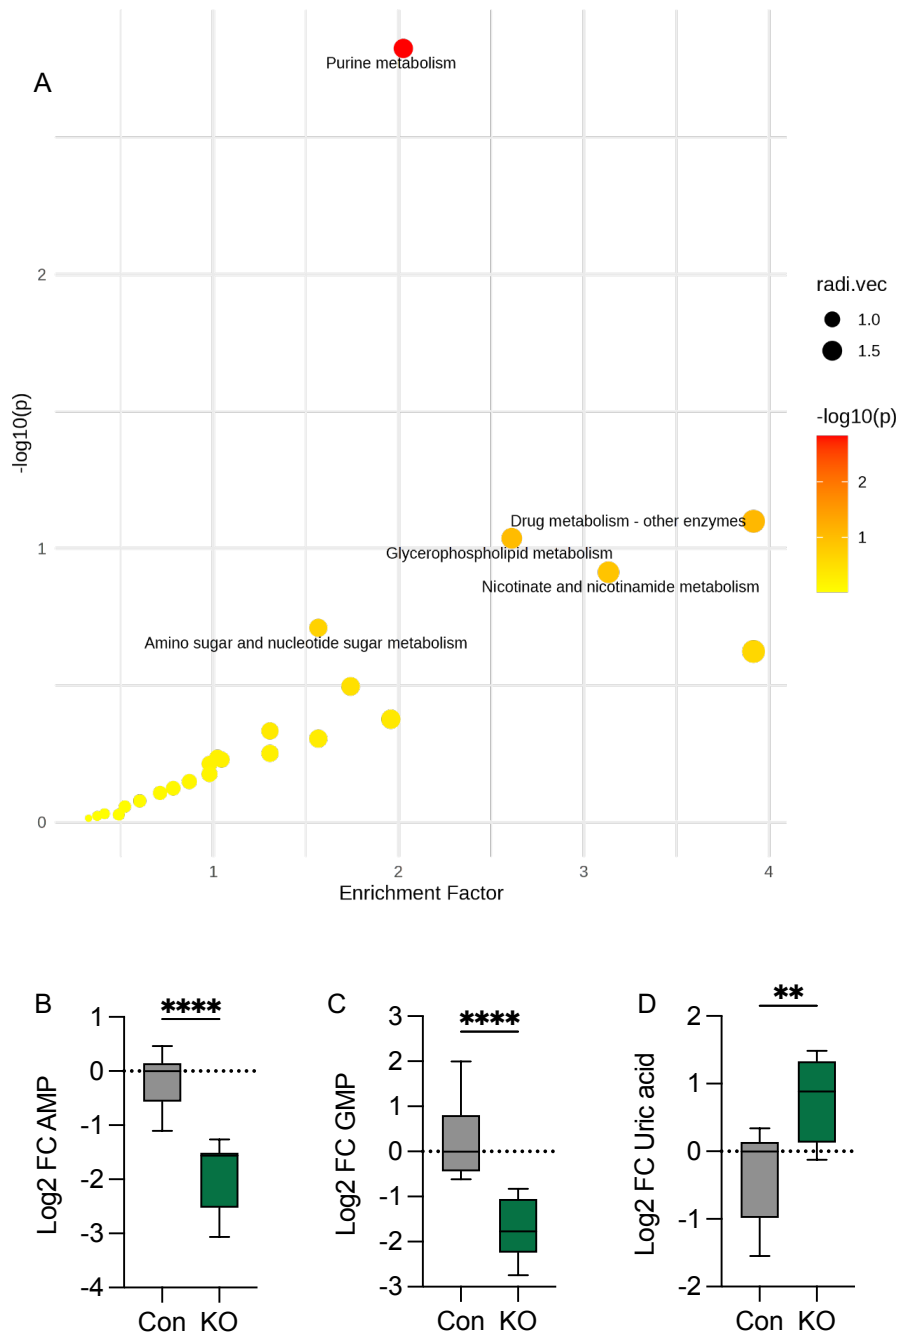 A
Purine metabolism
2
1
0
-log10(p)
Drug metabolism - other enzymes
Glycerophospholipid metabolism
Nicotinate and nicotinamide metabolism
Amino sugar and nucleotide sugar metabolism
1 2 3 4
Enrichment Factor
radi.vec
1.0
1.5
-log10(p)
2
1
B
****
Log2 FC AMP
1
0
-1
-2
-3
-4
Con KO
C
****
Log2 FC GMP
3
2
1
0
-1
-2
-3
Con KO
D
**
Log2 FC Uric acid
2
1
0
-1
-2
Con KO